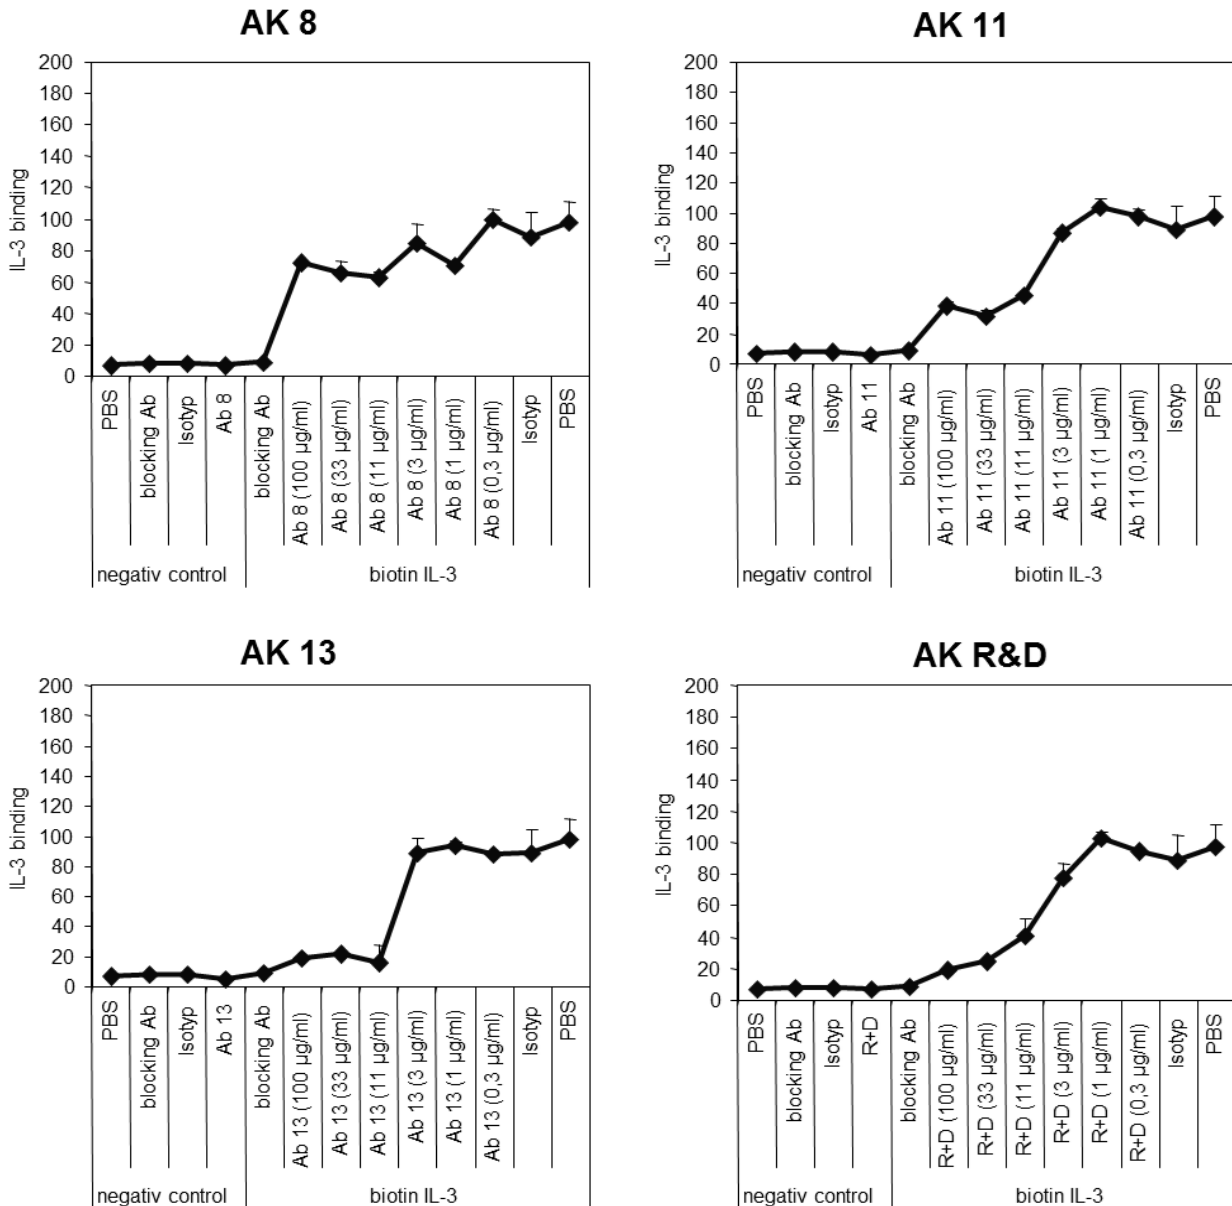 AK 8
IL-3 binding
200
180
160
140
120
100
80
60
40
20
0
PBS
blocking Ab
Isotyp
Ab 8
blocking Ab
Ab 8 (100 µg/ml)
Ab 8 (33 µg/ml)
Ab 8 (11 µg/ml)
Ab 8 (3 µg/ml)
Ab 8 (1 µg/ml)
Ab 8 (0,3 µg/ml)
Isotyp
PBS
negativ control
biotin IL-3
AK 11
IL-3 binding
200
180
160
140
120
100
80
60
40
20
0
PBS
blocking Ab
Isotyp
Ab 11
blocking Ab
Ab 11 (100 µg/ml)
Ab 11 (33 µg/ml)
Ab 11 (11 µg/ml)
Ab 11 (3 µg/ml)
Ab 11 (1 µg/ml)
Ab 11 (0,3 µg/ml)
Isotyp
PBS
negativ control
biotin IL-3
AK 13
IL-3 binding
200
180
160
140
120
100
80
60
40
20
0
PBS
blocking Ab
Isotyp
Ab 13
blocking Ab
Ab 13 (100 µg/ml)
Ab 13 (33 µg/ml)
Ab 13 (11 µg/ml)
Ab 13 (3 µg/ml)
Ab 13 (1 µg/ml)
Ab 13 (0,3 µg/ml)
Isotyp
PBS
negativ control
biotin IL-3
AK R&D
IL-3 binding
200
180
160
140
120
100
80
60
40
20
0
PBS
blocking Ab
Isotyp
R+D
blocking Ab
R+D (100 µg/ml)
R+D (33 µg/ml)
R+D (11 µg/ml)
R+D (3 µg/ml)
R+D (1 µg/ml)
R+D (0,3 µg/ml)
Isotyp
PBS
negativ control
biotin IL-3